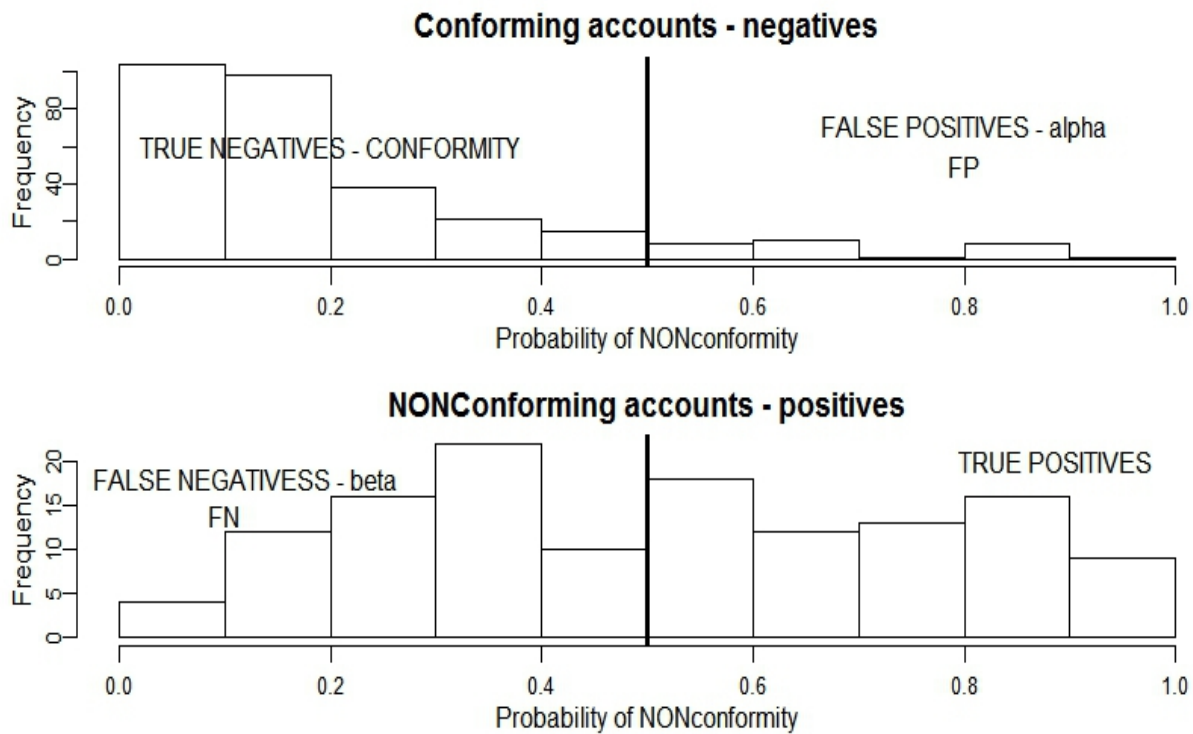 Conforming accounts - negatives
Frequency
80
40
0
TRUE NEGATIVES - CONFORMITY
FALSE POSITIVES - alpha
FP
0.0 0.2 0.4 0.6 0.8 1.0
Probability of NONconformity
NONConforming accounts - positives
Frequency
20
15
10
5
0
FALSE NEGATIVESS - beta
FN
TRUE POSITIVES
0.0 0.2 0.4 0.6 0.8 1.0
Probability of NONconformity